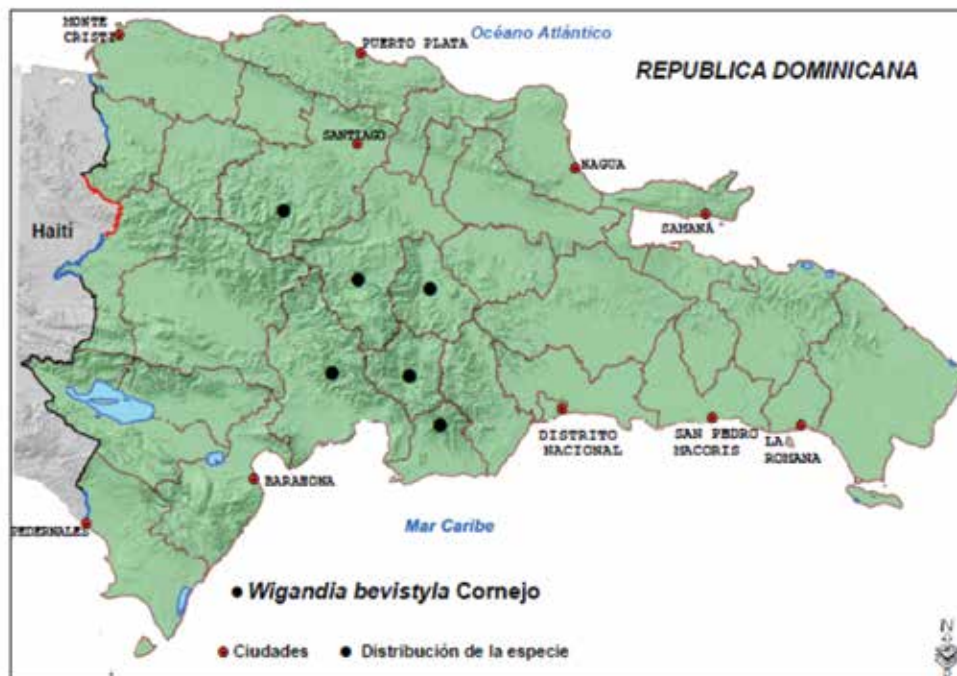 MONTE
CRISTI
PUERTO PLATA
Océano Atlántico
REPUBLICA DOMINICANA
SANTIAGO
NAGUA
SAMANÁ
Haití
DISTRITO
NACIONAL
SAN PEDRO
MACORIS
LA
ROMANA
BARAHONA
PEDERNALES
Mar Caribe
Wigandia bevistyla Cornejo
Ciudades
Distribución de la especie
N